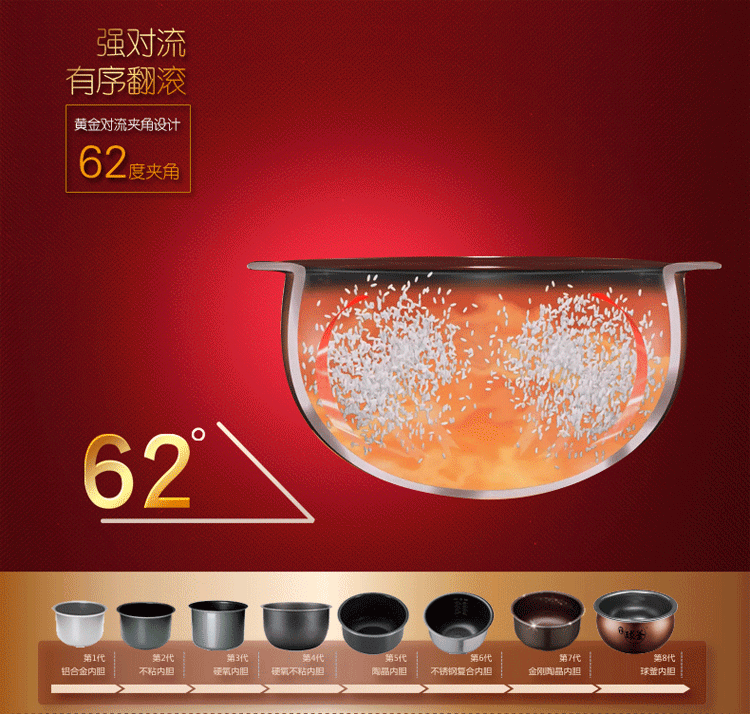 强对流
有序翻滚
黄金对流夹角设计
62度夹角
62°
第1代
铝合金内胆
第2代
不粘内胆
第3代
硬氧内胆
第4代
硬氧不粘内胆
第5代
陶晶内胆
第6代
不锈钢复合内胆
第7代
金刚陶晶内胆
第8代
球釜内胆